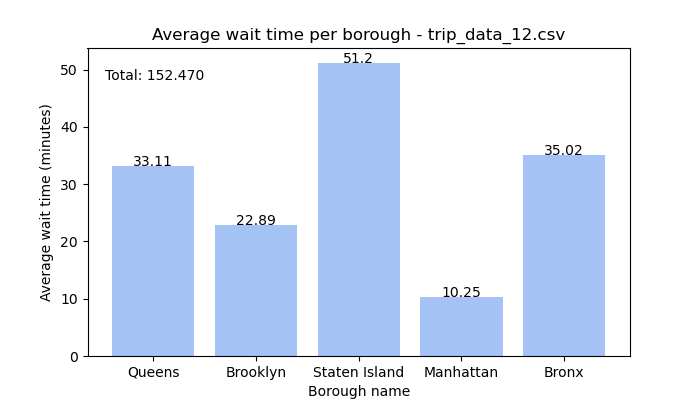 Average wait time per borough - trip_data_12.csv
Total: 152.470
Average wait time (minutes)
50
40
30
20
10
0
33.11
22.89
51.2
10.25
35.02
Queens
Brooklyn
Staten Island
Manhattan
Bronx
Borough name